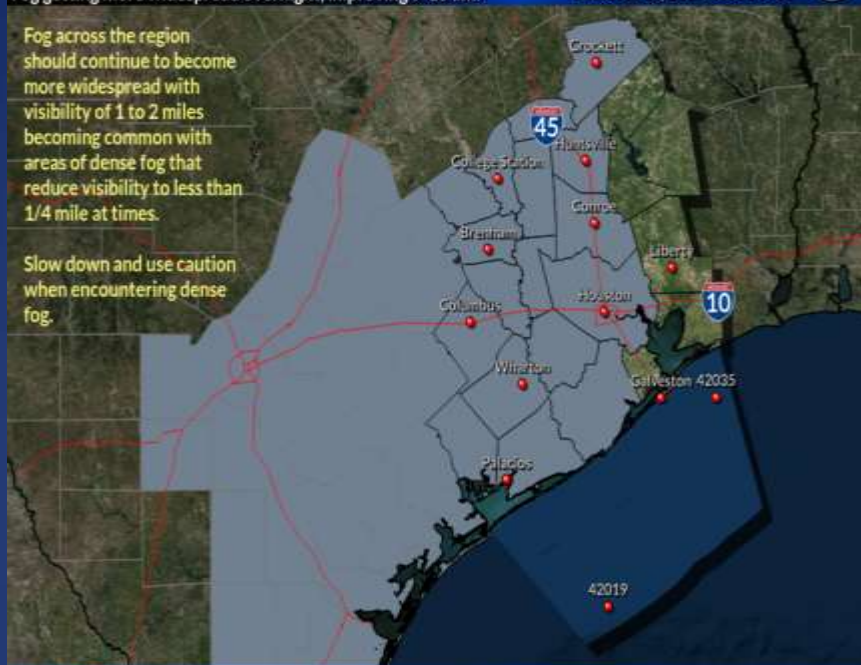 Fog across the region
should continue to become
more widespread with
visibility of 1 to 2 miles
becoming common with
areas of dense fog that
reduce visibility to less than
1/4 mile at times.
Slow down and use caution
when encountering dense
fog.
Crockett
45
Huntsville
College Station
Conroe
Brenham
Liberty
10
Columbus
Houston
Wharton
Galveston 42035
Palacios
42019